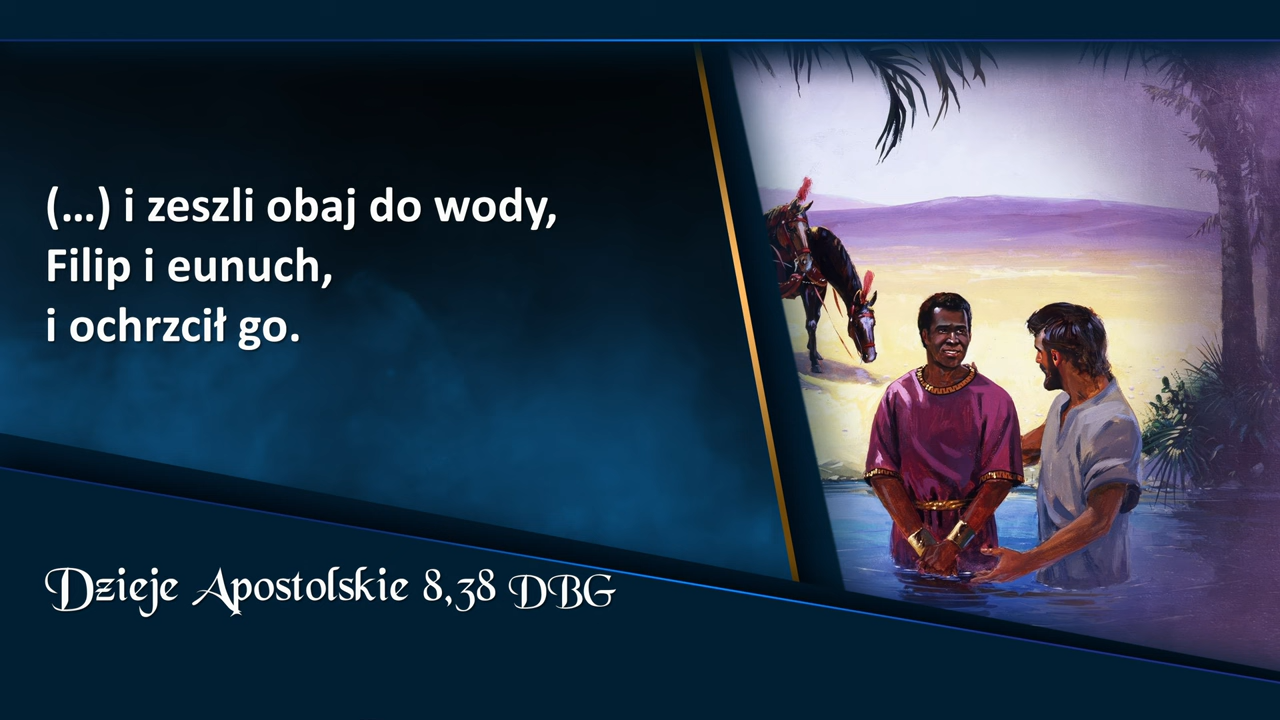 (...) i zeszli obaj do wody,
Filip i eunuch,
i ochrzcił go.
Dzieje Apostolskie 8,38 DBG